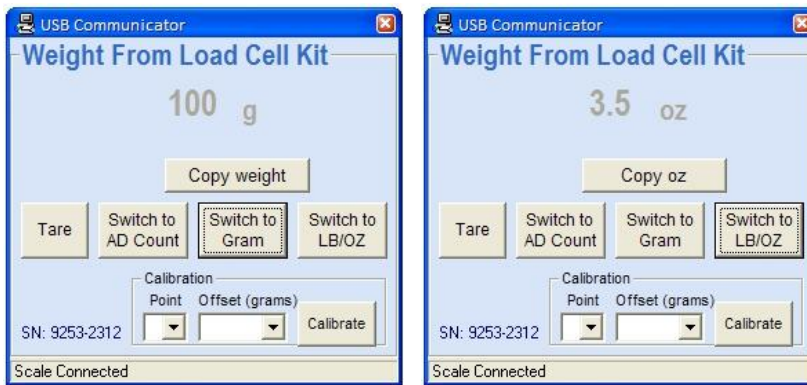 USB Communicator
Weight From Load Cell Kit
100 g
Copy weight
Tare
Switch to
AD Count
Switch to
Gram
Switch to
LB/OZ
Calibration
Point Offset (grams)
Calibrate
SN: 9253-2312
Scale Connected
USB Communicator
Weight From Load Cell Kit
3.5 oz
Copy oz
Tare
Switch to
AD Count
Switch to
Gram
Switch to
LB/OZ
Calibration
Point Offset (grams)
Calibrate
SN: 9253-2312
Scale Connected